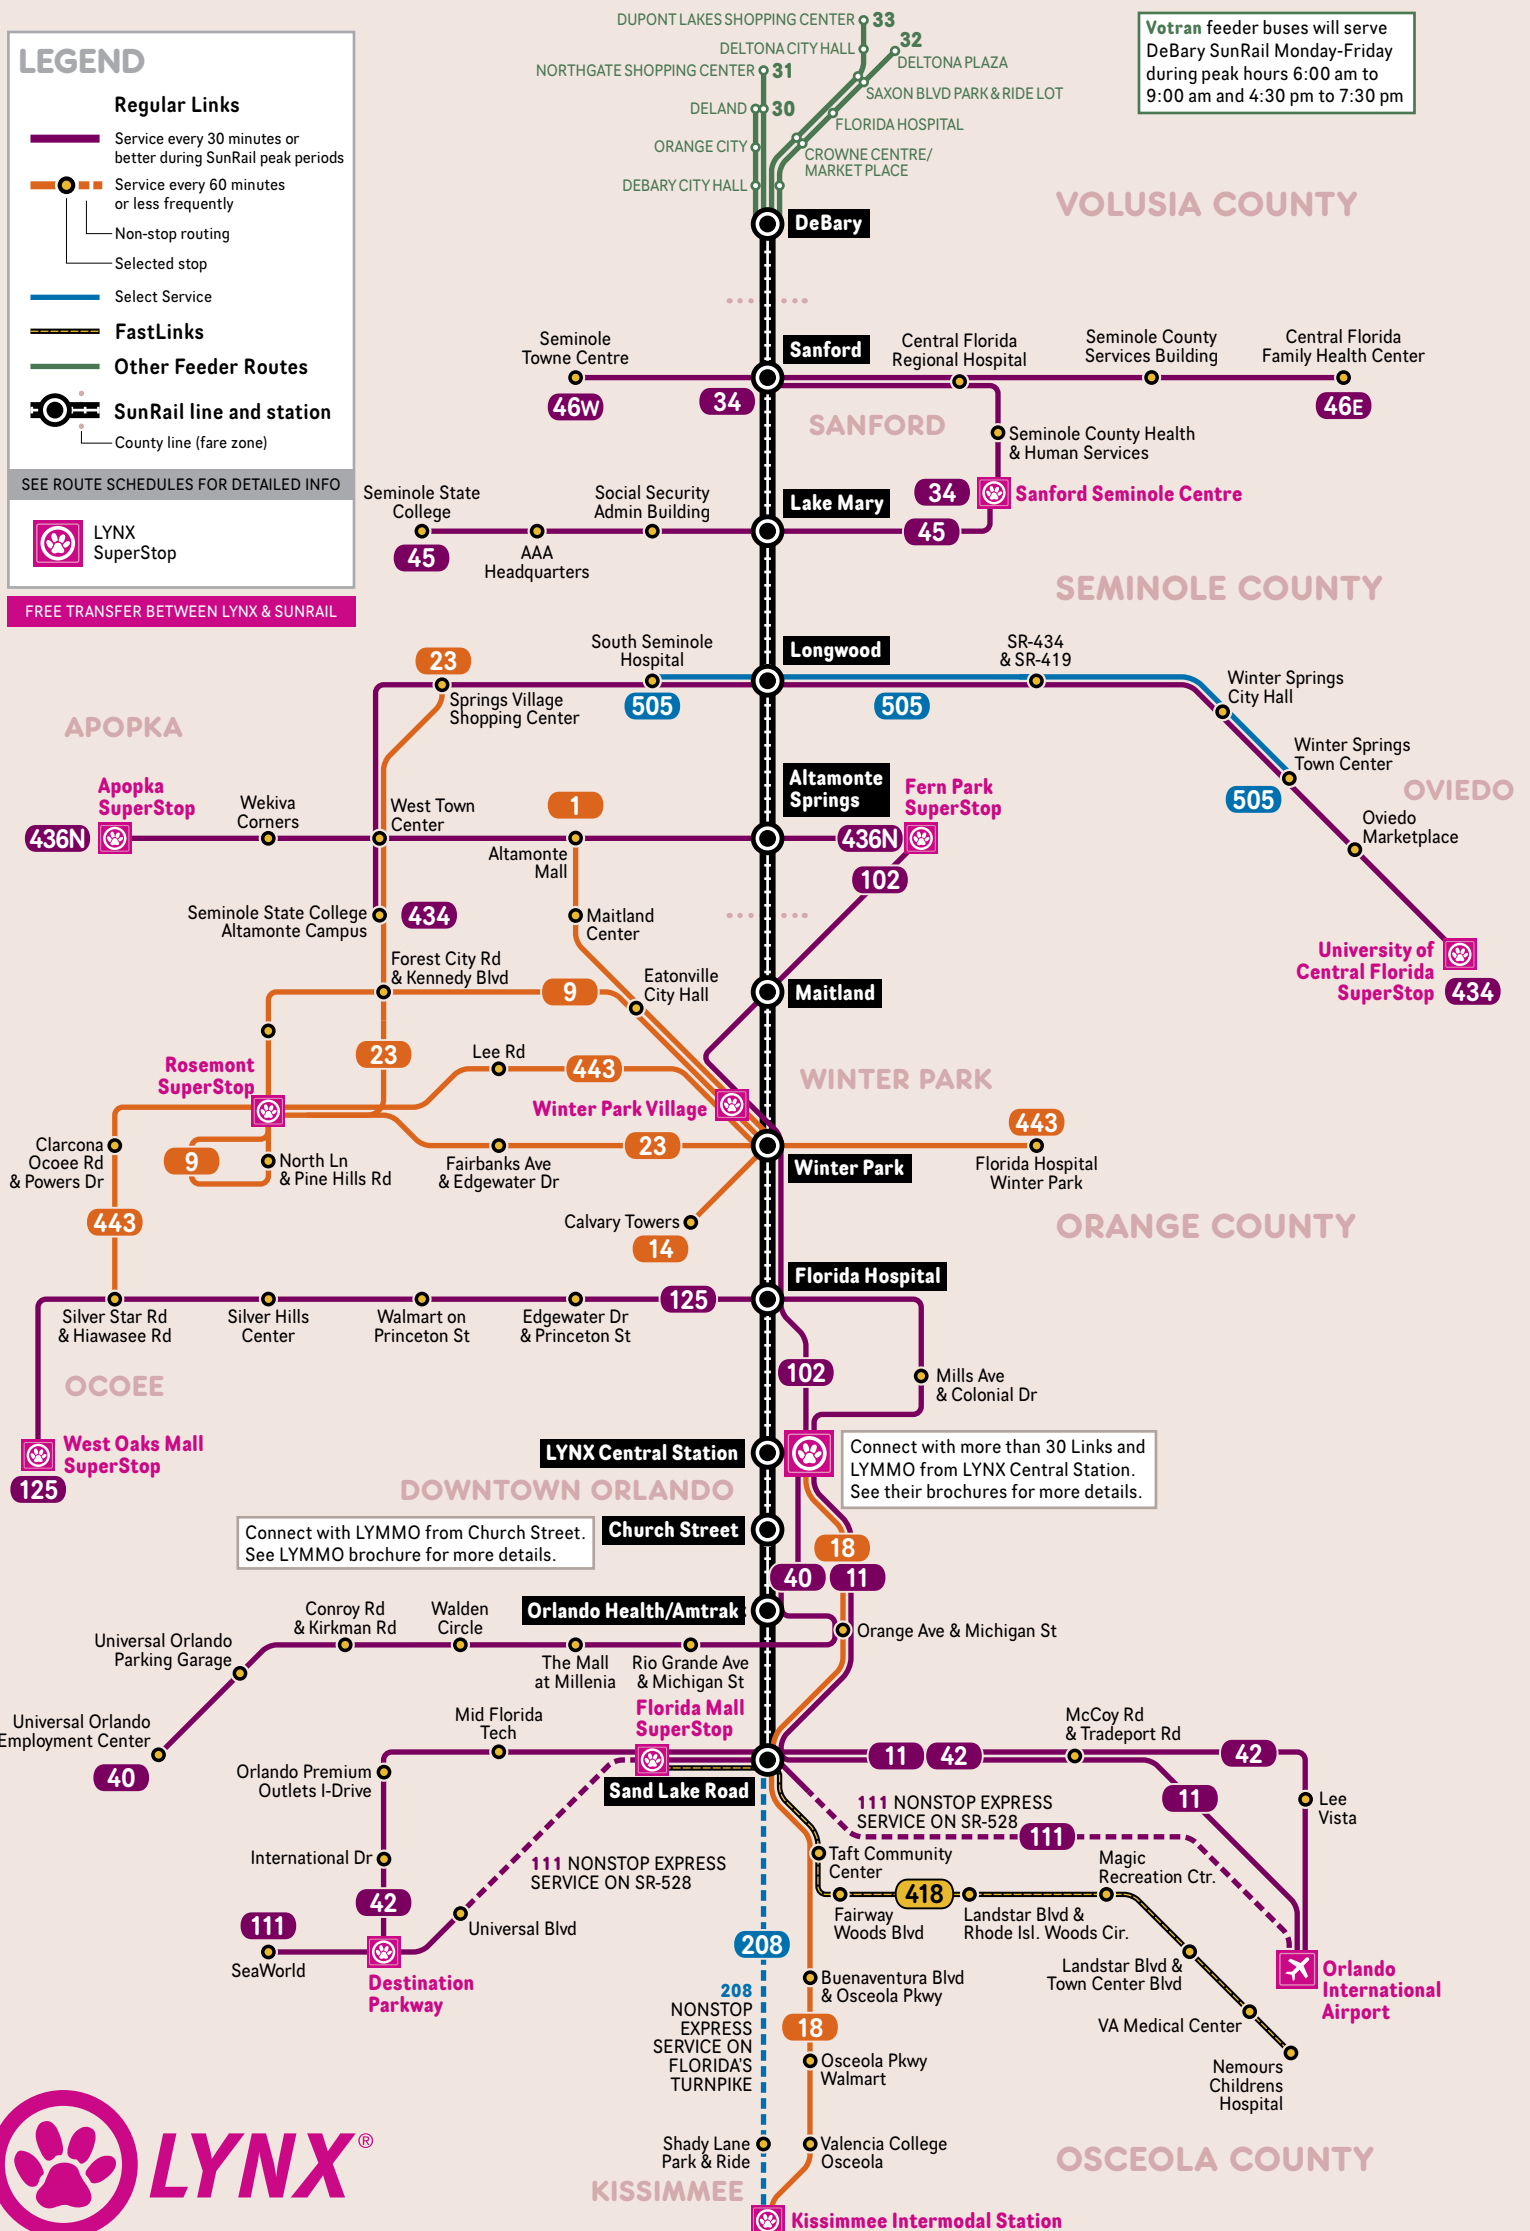 DUPONT LAKES SHOPPING CENTER 33
DELTONA CITY HALL
32
DELTONA PLAZA
NORTHGATE SHOPPING CENTER 31
SAXON BLVD PARK & RIDE LOT
DELAND 30
FLORIDA HOSPITAL
ORANGE CITY
CROWNE CENTRE/
MARKET PLACE
DEBARY CITY HALL
Votran feeder buses will serve
DeBary SunRail Monday-Friday
during peak hours 6:00 am to
9:00 am and 4:30 pm to 7:30 pm
LEGEND
Regular Links
Service every 30 minutes or
better during SunRail peak periods
Service every 60 minutes
or less frequently
Non-stop routing
Selected stop
Select Service
FastLinks
Other Feeder Routes
SunRail line and station
County line (fare zone)
SEE ROUTE SCHEDULES FOR DETAILED INFO
LYNX
SuperStop
FREE TRANSFER BETWEEN LYNX & SUNRAIL
VOLUSIA COUNTY
DeBary
Seminole
Towne Centre
46W
Sanford
34
Central Florida
Regional Hospital
Seminole County
Services Building
Central Florida
Family Health Center
46E
SANFORD
Seminole County Health
& Human Services
34
Sanford Seminole Centre
Seminole State
College
45
AAA
Headquarters
Social Security
Admin Building
Lake Mary
45
SEMINOLE COUNTY
23
Springs Village
Shopping Center
South Seminole
Hospital
505
Longwood
505
SR-434
& SR-419
Winter Springs
City Hall
Winter Springs
Town Center
505
OVIEDO
Oviedo
Marketplace
University of
Central Florida
SuperStop
434
APOPKA
Apopka
SuperStop
436N
Wekiva
Corners
West Town
Center
1
Altamonte
Mall
Altamonte
Springs
Fern Park
SuperStop
436N
102
Seminole State College
Altamonte Campus
434
Maitland
Center
Forest City Rd
& Kennedy Blvd
9
Eatonville
City Hall
Maitland
23
Rosemont
SuperStop
Lee Rd
443
WINTER PARK
Winter Park Village
Clarcona
Ocoee Rd
& Powers Dr
9
North Ln
& Pine Hills Rd
Fairbanks Ave
& Edgewater Dr
23
Winter Park
443
Florida Hospital
Winter Park
443
Calvary Towers
14
ORANGE COUNTY
Florida Hospital
125
Silver Star Rd
& Hiawasee Rd
Silver Hills
Center
Walmart on
Princeton St
Edgewater Dr
& Princeton St
OCOEE
102
Mills Ave
& Colonial Dr
West Oaks Mall
SuperStop
125
LYNX Central Station
Connect with more than 30 Links and
LYMMO from LYNX Central Station.
See their brochures for more details.
DOWNTOWN ORLANDO
Connect with LYMMO from Church Street.
See LYMMO brochure for more details.
Church Street
18
40
11
Orlando Health/Amtrak
Orange Ave & Michigan St
Conroy Rd
& Kirkman Rd
Walden
Circle
Universal Orlando
Parking Garage
The Mall
at Millenia
Rio Grande Ave
& Michigan St
Universal Orlando
Employment Center
40
Mid Florida
Tech
Florida Mall
SuperStop
Sand Lake Road
11
42
McCoy Rd
& Tradeport Rd
42
Orlando Premium
Outlets I-Drive
111 NONSTOP EXPRESS
SERVICE ON SR-528
111
11
Lee
Vista
International Dr
111 NONSTOP EXPRESS
SERVICE ON SR-528
Taft Community
Center
Magic
Recreation Ctr.
42
111
SeaWorld
Universal Blvd
Destination
Parkway
418
Fairway
Woods Blvd
Landstar Blvd &
Rhode Isl. Woods Cir.
208
Landstar Blvd &
Town Center Blvd
Orlando
International
Airport
Buenaventura Blvd
& Osceola Pkwy
208
NONSTOP
EXPRESS
SERVICE ON
FLORIDA'S
TURNPIKE
18
VA Medical Center
Osceola Pkwy
Walmart
Nemours
Childrens
Hospital
Shady Lane
Park & Ride
Valencia College
Osceola
OSCEOLA COUNTY
KISSIMMEE
Kissimmee Intermodal Station
LYNX®